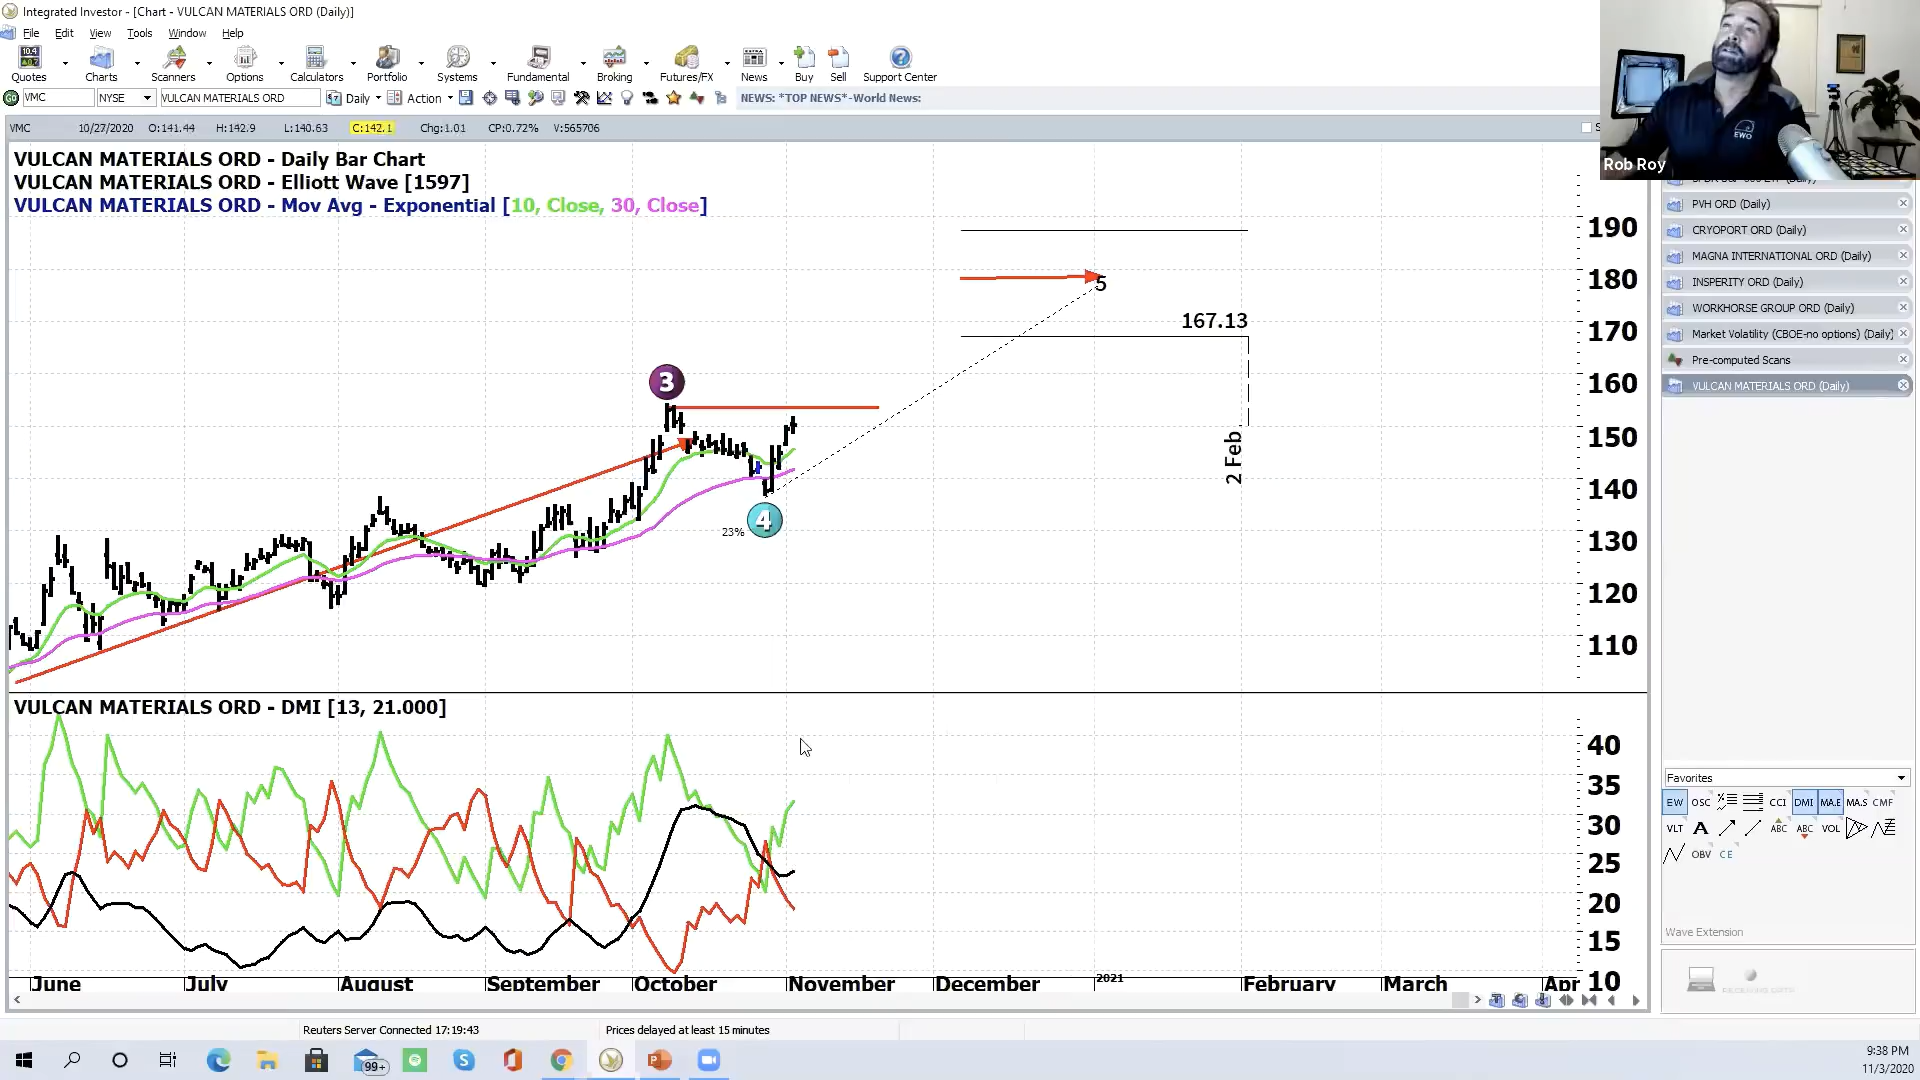 Integrated Investor - [Chart - VULCAN MATERIALS ORD (Daily)]
File Edit View Tools Window Help
Quotes Charts Scanners Options Calculators Portfolio Systems Fundamental Broking Futures/FX News Buy Sell Support Center
VMC NYSE VULCAN MATERIALS ORD Daily Action NEWS: *TOP NEWS*-World News:
VMC 10/27/2020 O:141.44 H:142.9 L:140.63 C:142.1 Chg:1.01 CP:0.72% V:565706
VULCAN MATERIALS ORD - Daily Bar Chart
VULCAN MATERIALS ORD - Elliott Wave [1597]
VULCAN MATERIALS ORD - Mov Avg - Exponential [10, Close, 30, Close]
EWO
Rob Roy
PVH ORD (Daily)
CRYOPORT ORD (Daily)
MAGNA INTERNATIONAL ORD (Daily)
INSPERITY ORD (Daily)
WORKHORSE GROUP ORD (Daily)
Market Volatility (CBOE-no options) (Daily)
Pre-computed Scans
VULCAN MATERIALS ORD (Daily)
190
180
170
160
150
140
130
120
110
5
167.13
2 Feb
3
4
23%
VULCAN MATERIALS ORD - DMI [13, 21.000]
40
35
30
25
20
15
10
June July August September October November December 2021 February March Apr
Favorites
EW OSC CCI DMI MA.E MA.S CMF
VLT A ABC ABC VOL
OBV CE
Wave Extension
Reuters Server Connected 17:19:43 Prices delayed at least 15 minutes
99+
9:38 PM
11/3/2020